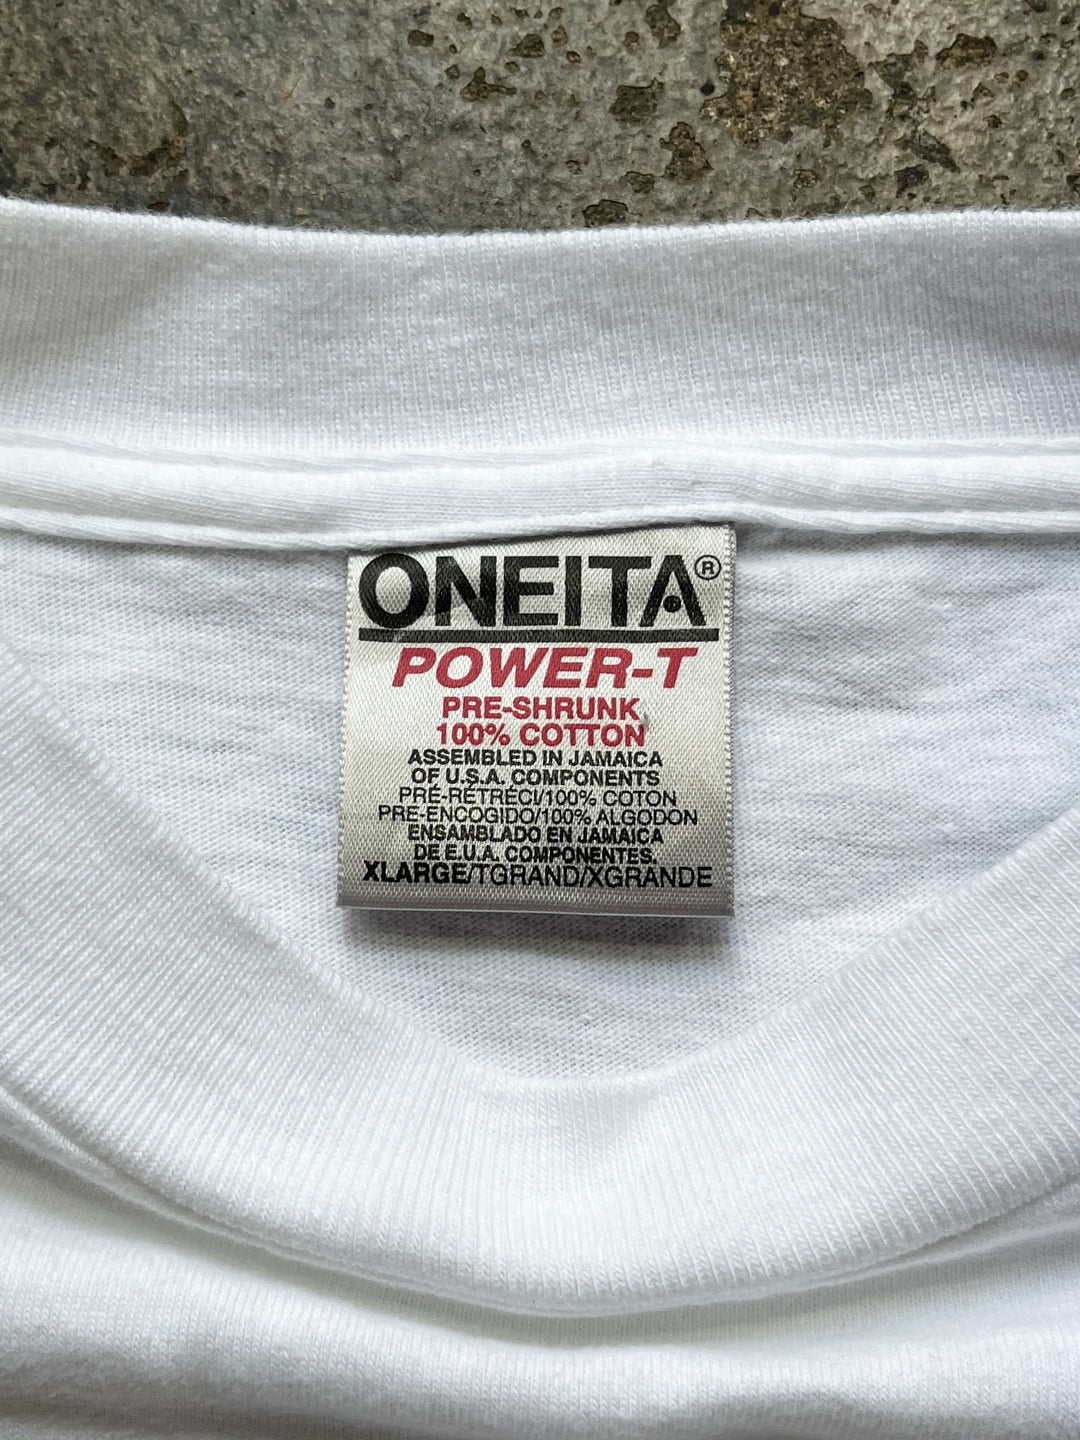 ONEITA®
POWER-T
PRE-SHRUNK
100% COTTON
ASSEMBLED IN JAMAICA
OF U.S.A. COMPONENTS
PRÉ-RÉTRÉCI/100% COTON
PRE-ENCOGIDO/100% ALGODON
ENSAMBLADO EN JAMAICA
DE E.U.A. COMPONENTES.
XLARGE/TGRAND/XGRANDE